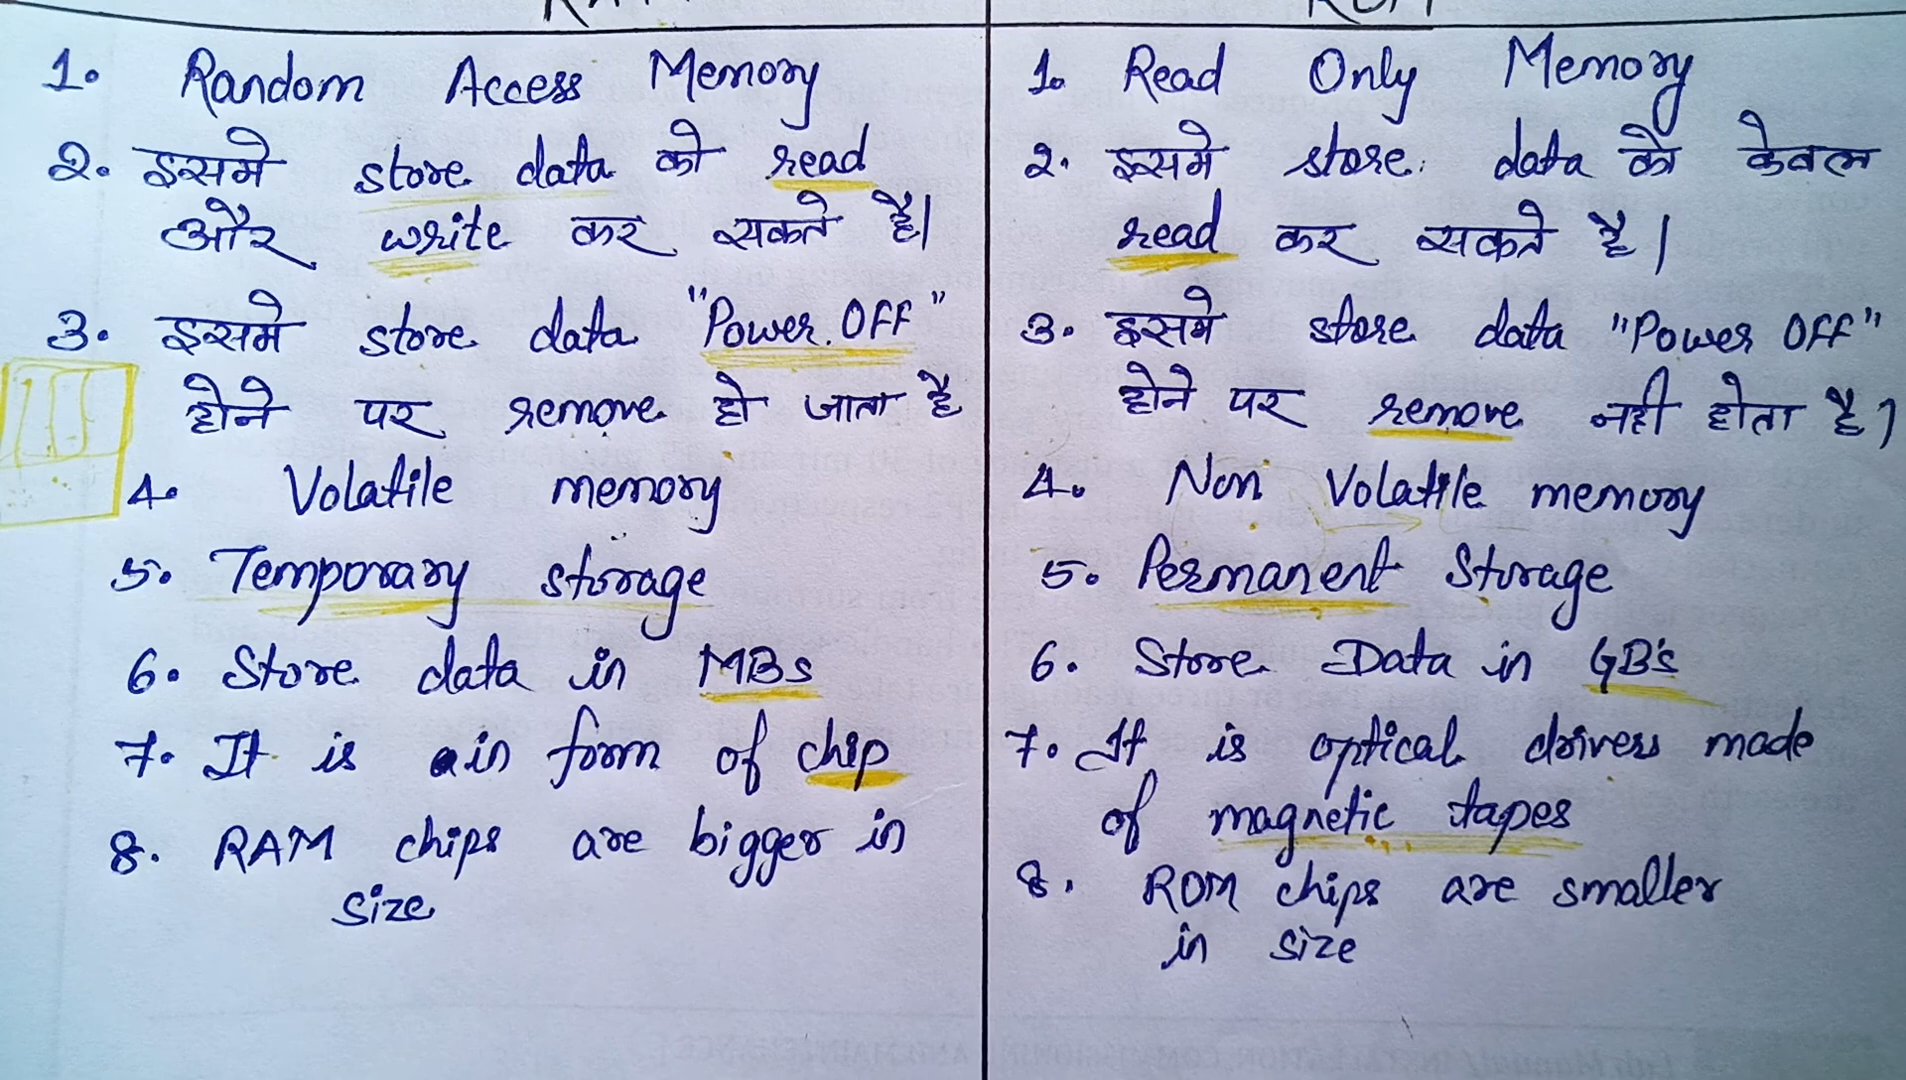 RAM
1. Random Access Memory
2. इसमे store data को read
और write कर सकते है।
3. इसमे store data "Power OFF"
होने पर remove हो जाता है
4. Volatile memory
5. Temporary storage
6. Store data in MBs
7. It is in form of chip
8. RAM chips are bigger in
size
ROM
1. Read Only Memory
2. इसमे store data को केवल
read कर सकते है।
3. इसमे store data "Power OFF"
होने पर remove नही होता है।
4. Non Volatile memory
5. Permanent Storage
6. Store Data in GB's
7. It is optical drivers made
of magnetic tapes
8. ROM chips are smaller
in size